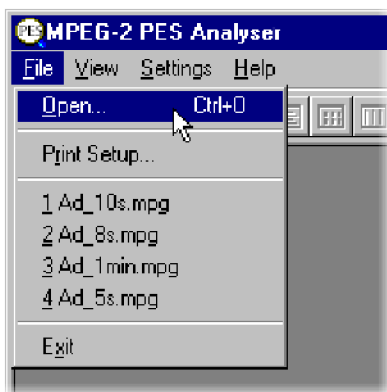 PES MPEG-2 PES Analyser
File View Settings Help
Open... Ctrl+O
Print Setup...
1 Ad_10s.mpg
2 Ad_8s.mpg
3 Ad_1min.mpg
4 Ad_5s.mpg
Exit